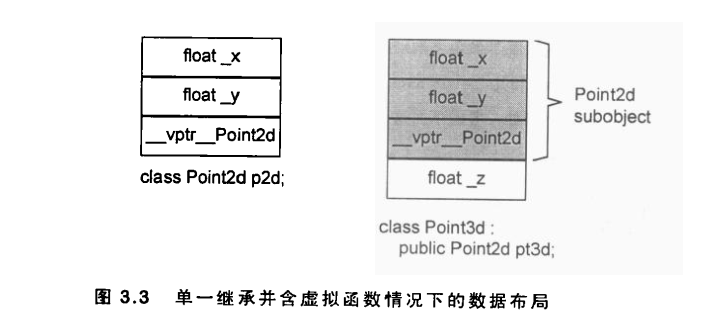 float _x
float _y
__vptr__Point2d
class Point2d p2d;
float _x
float _y
__vptr__Point2d
float _z
Point2d
subobject
class Point3d :
public Point2d pt3d;
图 3.3 单一继承并含虚拟函数情况下的数据布局